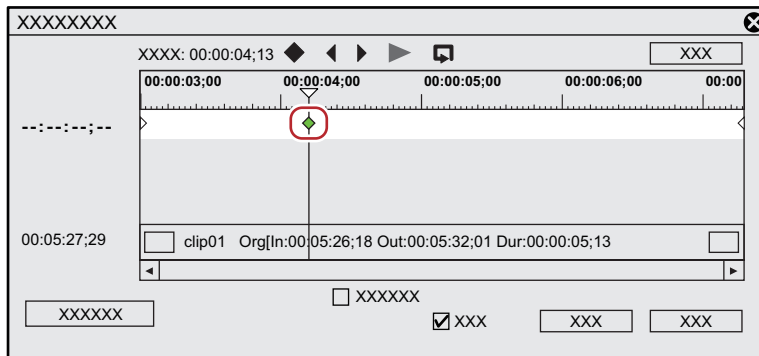 XXXXXXXX
XXXX: 00:00:04;13
XXX
00:00:03;00 00:00:04;00 00:00:05;00 00:00:06;00 00:00
--:--:--;--
00:05:27;29
clip01 Org[In:00:05:26;18 Out:00:05:32;01 Dur:00:00:05;13
XXXXXX
XXXXXX
XXX
XXX
XXX